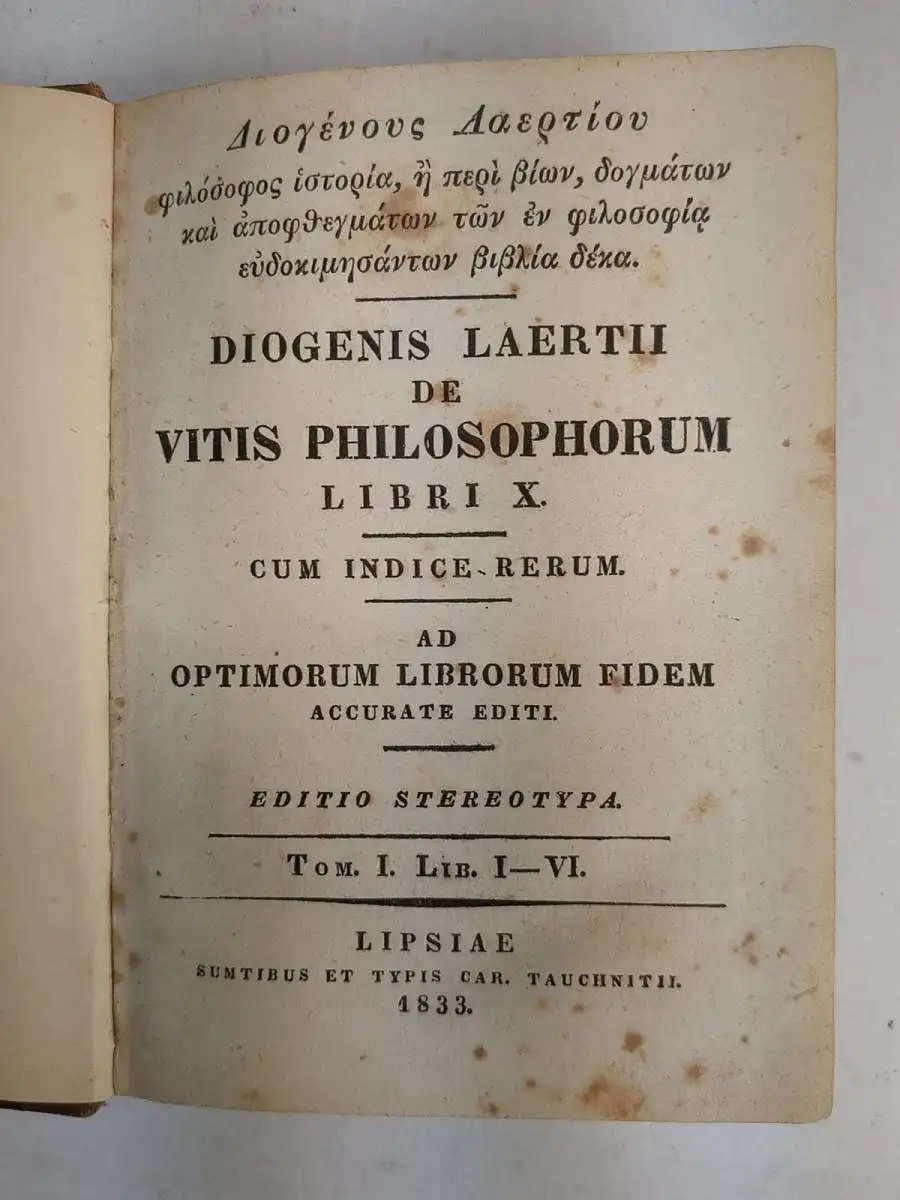 Διογένους Λαερτίου
φιλόσοφος ἱστορία, ἢ περὶ βίων, δογμάτων
καὶ ἀποφθεγμάτων τῶν ἐν φιλοσοφίᾳ
εὐδοκιμησάντων βιβλία δέκα.
DIOGENIS LAERTII
DE
VITIS PHILOSOPHORUM
LIBRI X.
CUM INDICE RERUM.
AD
OPTIMORUM LIBRORUM FIDEM
ACCURATE EDITI.
EDITIO STEREOTYPA.
TOM. I. LIB. I—VI.
LIPSIAE
SUMTIBUS ET TYPIS CAR. TAUCHNITII.
1833.